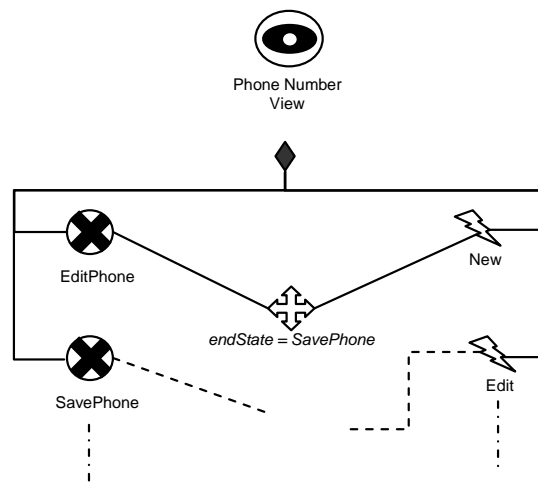 Phone Number
View
EditPhone
New
endState = SavePhone
SavePhone
Edit